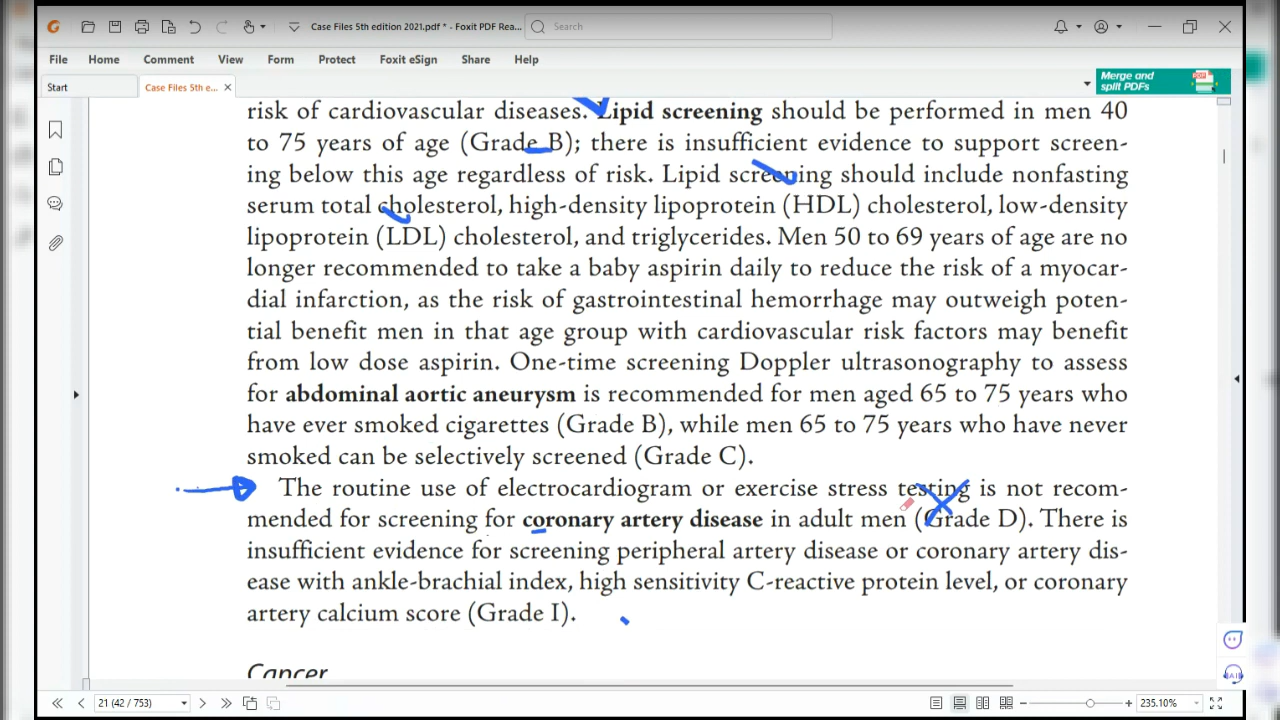 Case Files 5th edition 2021.pdf * - Foxit PDF Rea...
Search
File Home Comment View Form Protect Foxit eSign Share Help
Start
Case Files 5th e...
Merge and
split PDFs
risk of cardiovascular diseases. Lipid screening should be performed in men 40
to 75 years of age (Grade B); there is insufficient evidence to support screen-
ing below this age regardless of risk. Lipid screening should include nonfasting
serum total cholesterol, high-density lipoprotein (HDL) cholesterol, low-density
lipoprotein (LDL) cholesterol, and triglycerides. Men 50 to 69 years of age are no
longer recommended to take a baby aspirin daily to reduce the risk of a myocar-
dial infarction, as the risk of gastrointestinal hemorrhage may outweigh poten-
tial benefit men in that age group with cardiovascular risk factors may benefit
from low dose aspirin. One-time screening Doppler ultrasonography to assess
for abdominal aortic aneurysm is recommended for men aged 65 to 75 years who
have ever smoked cigarettes (Grade B), while men 65 to 75 years who have never
smoked can be selectively screened (Grade C).
The routine use of electrocardiogram or exercise stress testing is not recom-
mended for screening for coronary artery disease in adult men (Grade D). There is
insufficient evidence for screening peripheral artery disease or coronary artery dis-
ease with ankle-brachial index, high sensitivity C-reactive protein level, or coronary
artery calcium score (Grade I).
Cancer
21 (42 / 753)
235.10%